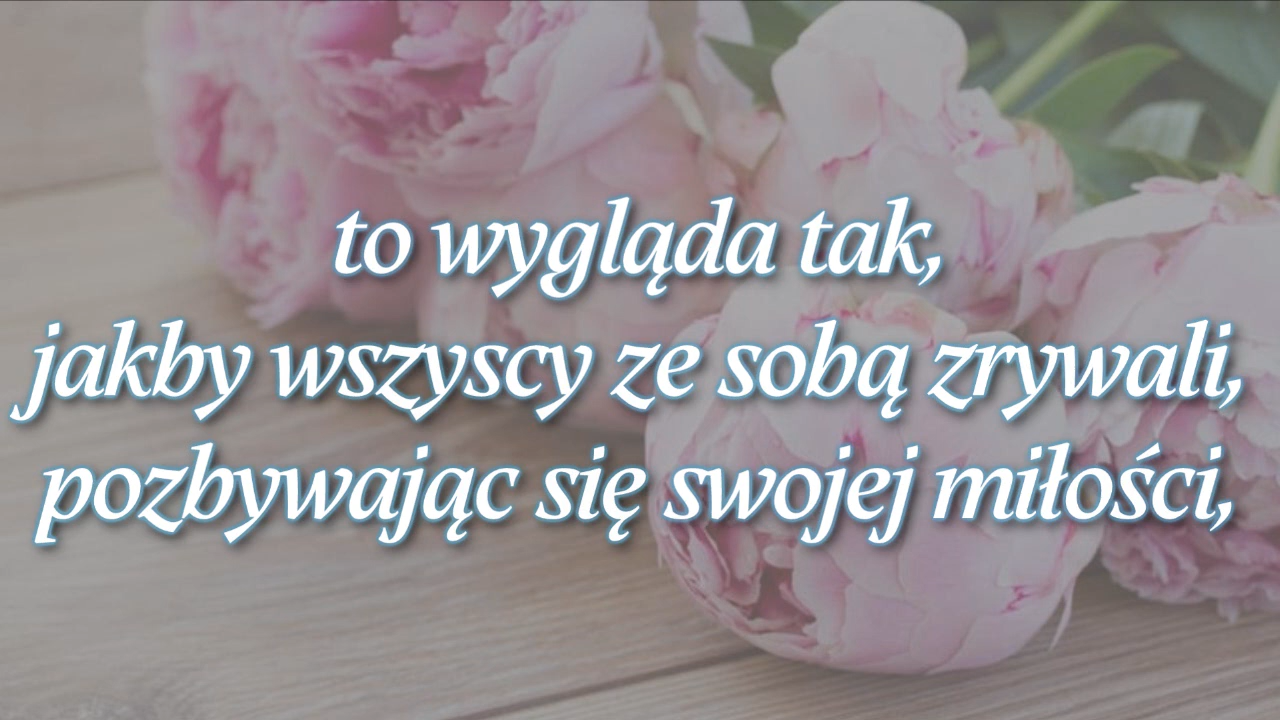 to wygląda tak,
jakby wszyscy ze sobą zrywali,
pozbywając się swojej miłości,